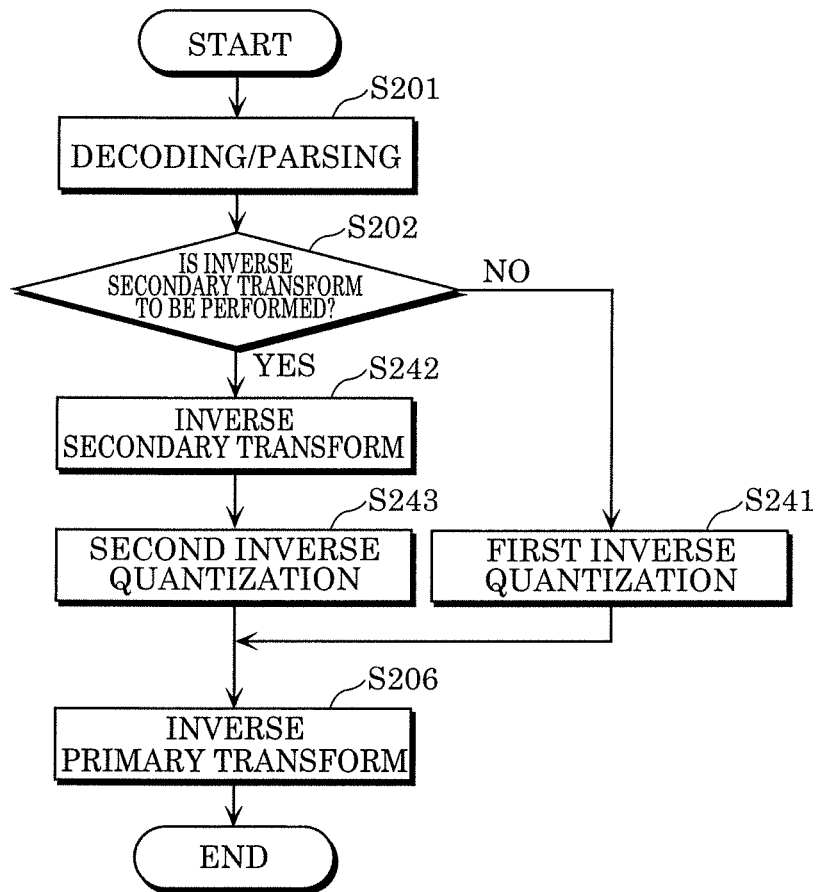 START
S201
DECODING/PARSING
S202
IS INVERSE
SECONDARY TRANSFORM
TO BE PERFORMED?
NO
YES
S242
INVERSE
SECONDARY TRANSFORM
S243
SECOND INVERSE
QUANTIZATION
S241
FIRST INVERSE
QUANTIZATION
S206
INVERSE
PRIMARY TRANSFORM
END